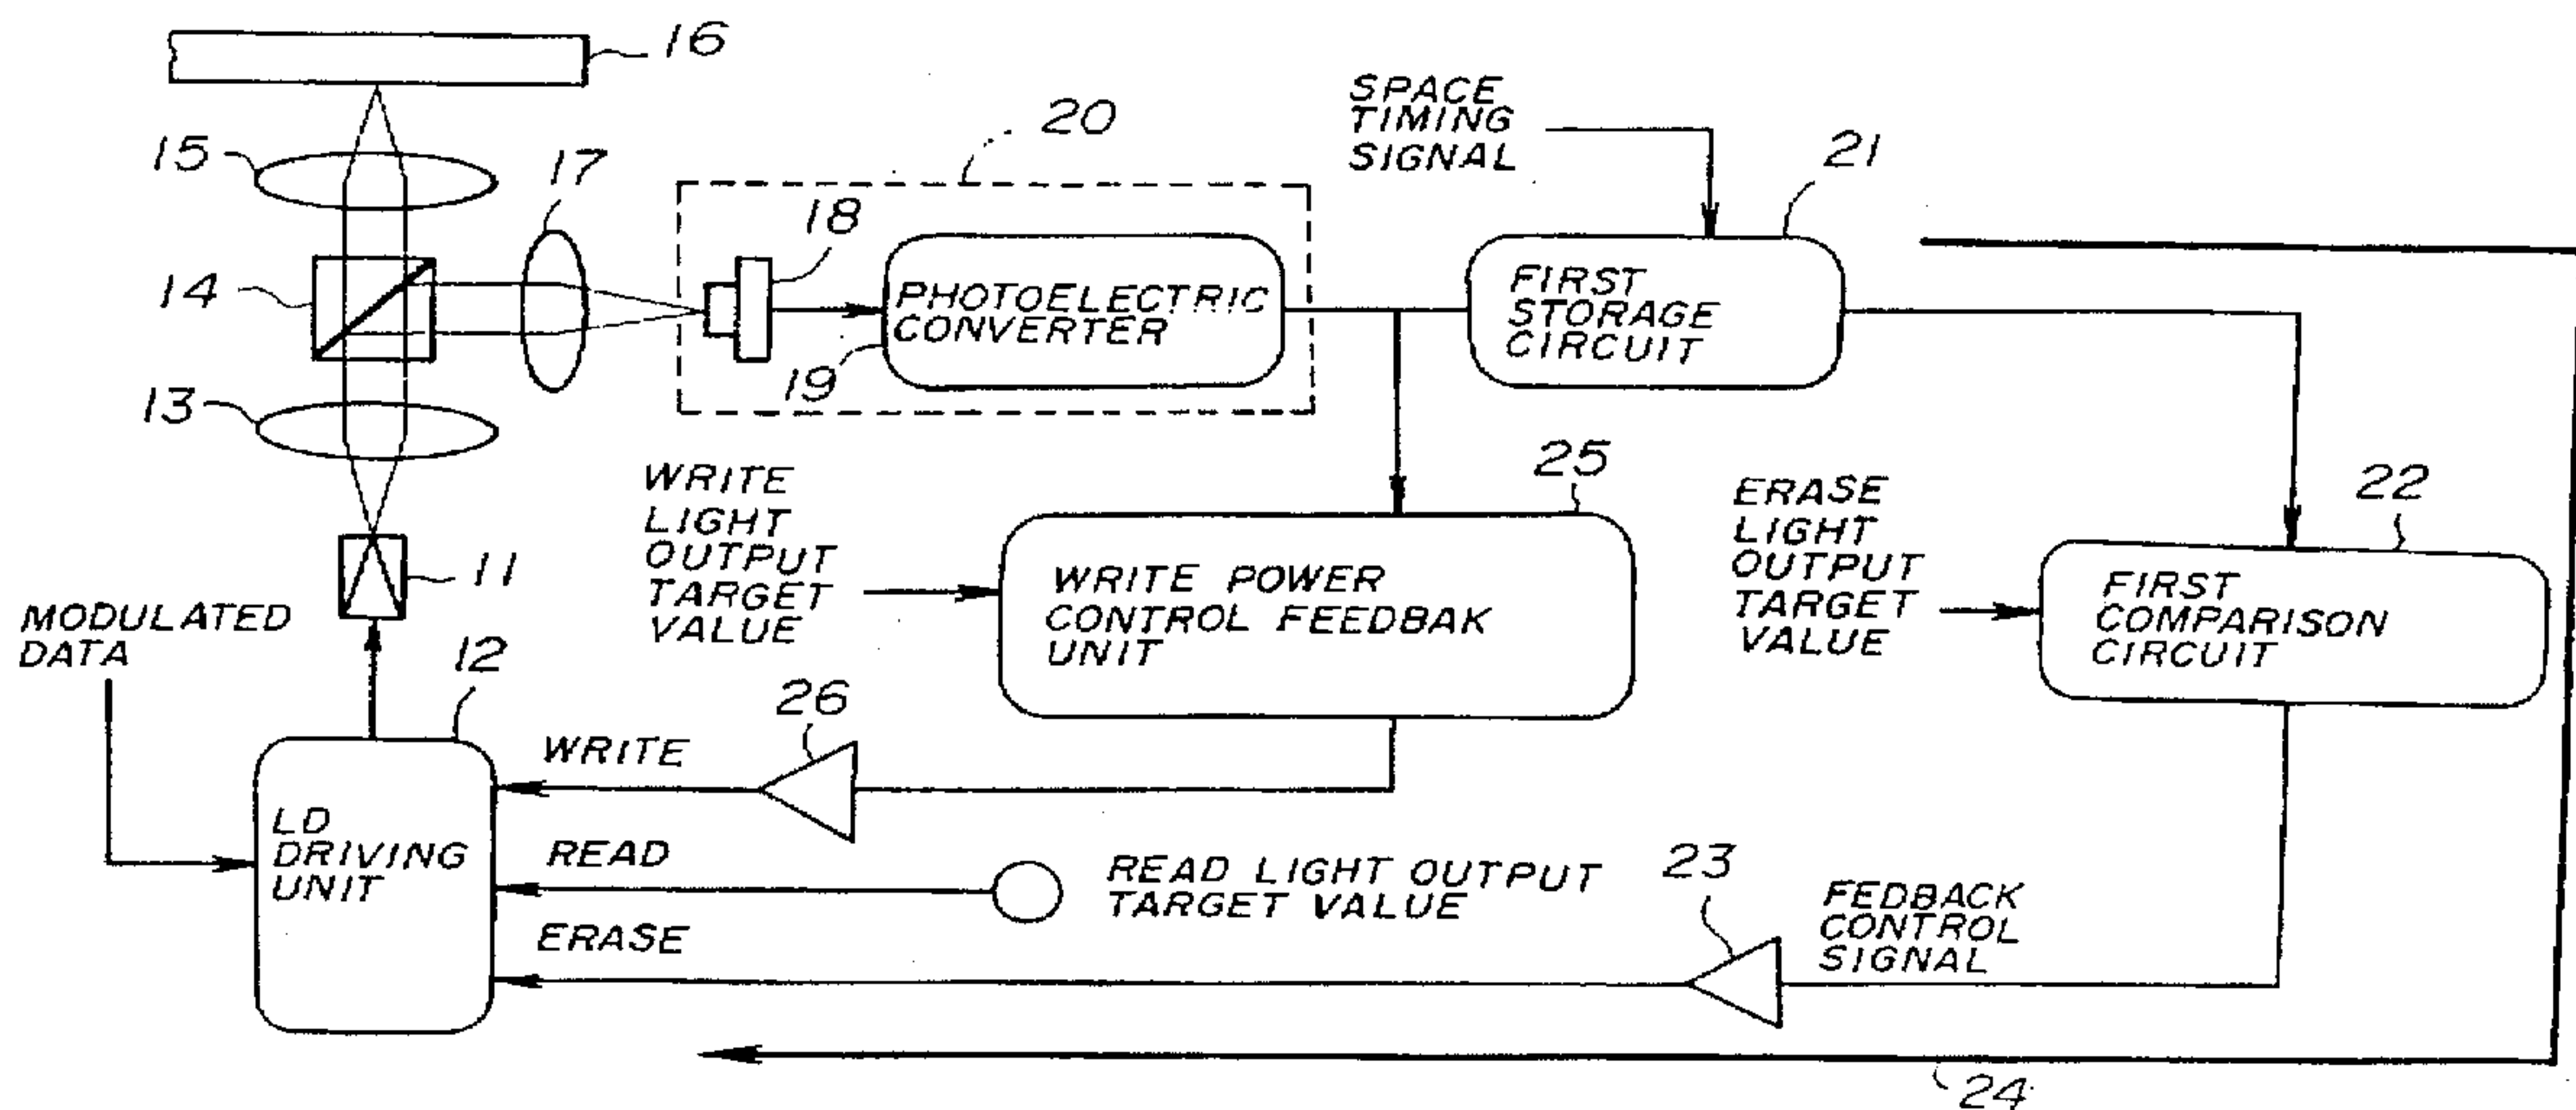 16
15
17
20
18
SPACE
TIMING
SIGNAL
21
14
PHOTOELECTRIC
CONVERTER
19
FIRST
STORAGE
CIRCUIT
13
11
WRITE
LIGHT
OUTPUT
TARGET
VALUE
25
WRITE POWER
CONTROL FEEDBAK
UNIT
ERASE
LIGHT
OUTPUT
TARGET
VALUE
22
FIRST
COMPARISON
CIRCUIT
MODULATED
DATA
12
LD
DRIVING
UNIT
WRITE
26
READ
READ LIGHT OUTPUT
TARGET VALUE
ERASE
23
FEDBACK
CONTROL
SIGNAL
24